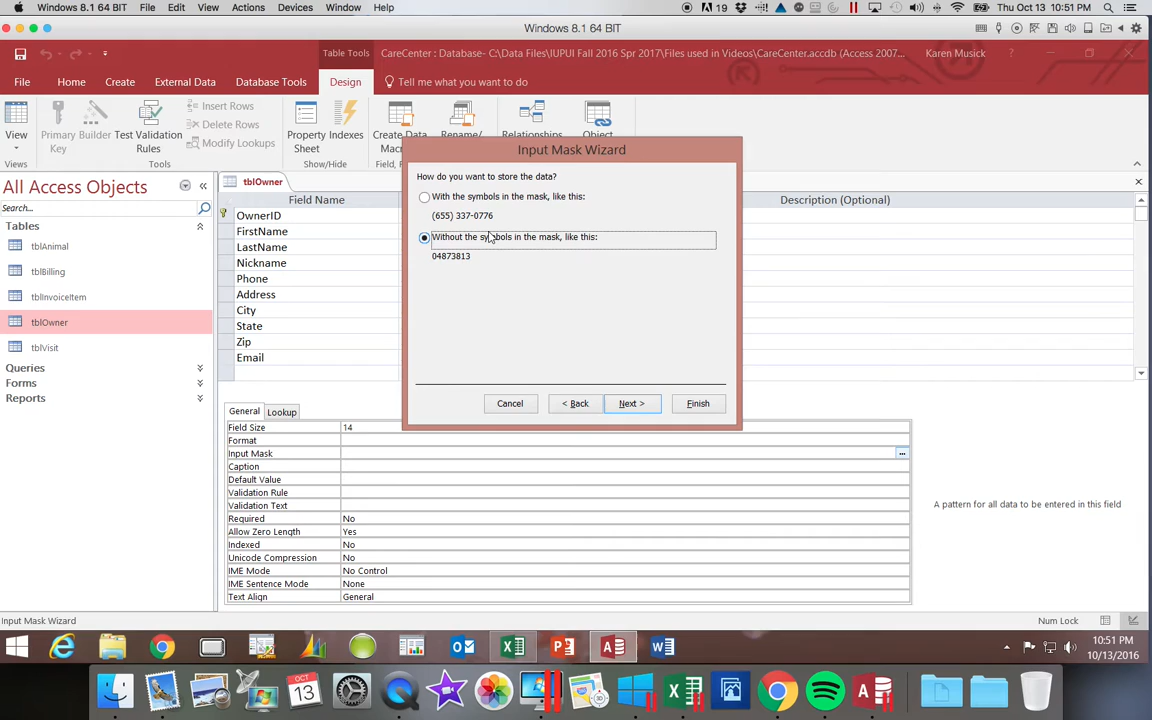 Windows 8.1 64 BIT File Edit View Actions Devices Window Help 19 Thu Oct 13 10:51 PM
Windows 8.1 64 BIT
Table Tools CareCenter : Database- C:\Data Files\IUPUI Fall 2016 Spr 2017\Files used in Videos\CareCenter.accdb (Access 2007... Karen Musick ?
File Home Create External Data Database Tools Design Tell me what you want to do
View
Primary Key
Builder
Test Validation Rules
Insert Rows
Delete Rows
Modify Lookups
Property Sheet
Indexes
Create Data
Rename/
Relationships
Object
Views Tools Show/Hide
Input Mask Wizard
How do you want to store the data?
With the symbols in the mask, like this:
(655) 337-0776
Without the symbols in the mask, like this:
04873813
Cancel < Back Next > Finish
All Access Objects
Search...
Tables
tblAnimal
tblBilling
tblInvoiceItem
tblOwner
tblVisit
Queries
Forms
Reports
tblOwner
Field Name Description (Optional)
OwnerID
FirstName
LastName
Nickname
Phone
Address
City
State
Zip
Email
General Lookup
Field Size 14
Format
Input Mask
Caption
Default Value
Validation Rule
Validation Text
Required No
Allow Zero Length Yes
Indexed No
Unicode Compression No
IME Mode No Control
IME Sentence Mode None
Text Align General
A pattern for all data to be entered in this field
Input Mask Wizard Num Lock
10:51 PM
10/13/2016
OCT
13